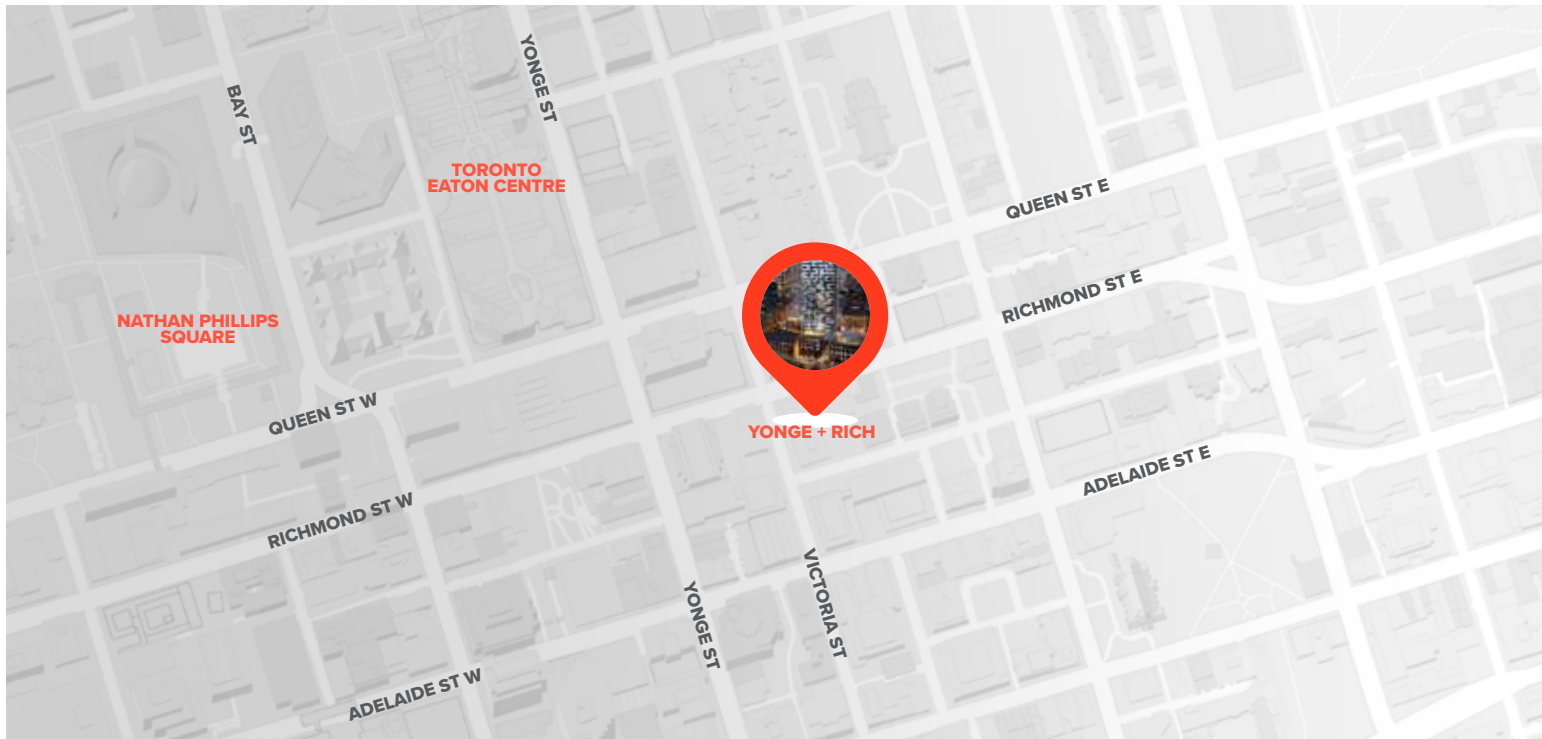 YONGE ST
BAY ST
TORONTO
EATON CENTRE
QUEEN ST E
RICHMOND ST E
NATHAN PHILLIPS
SQUARE
QUEEN ST W
YONGE + RICH
ADELAIDE ST E
RICHMOND ST W
VICTORIA ST
YONGE ST
ADELAIDE ST W